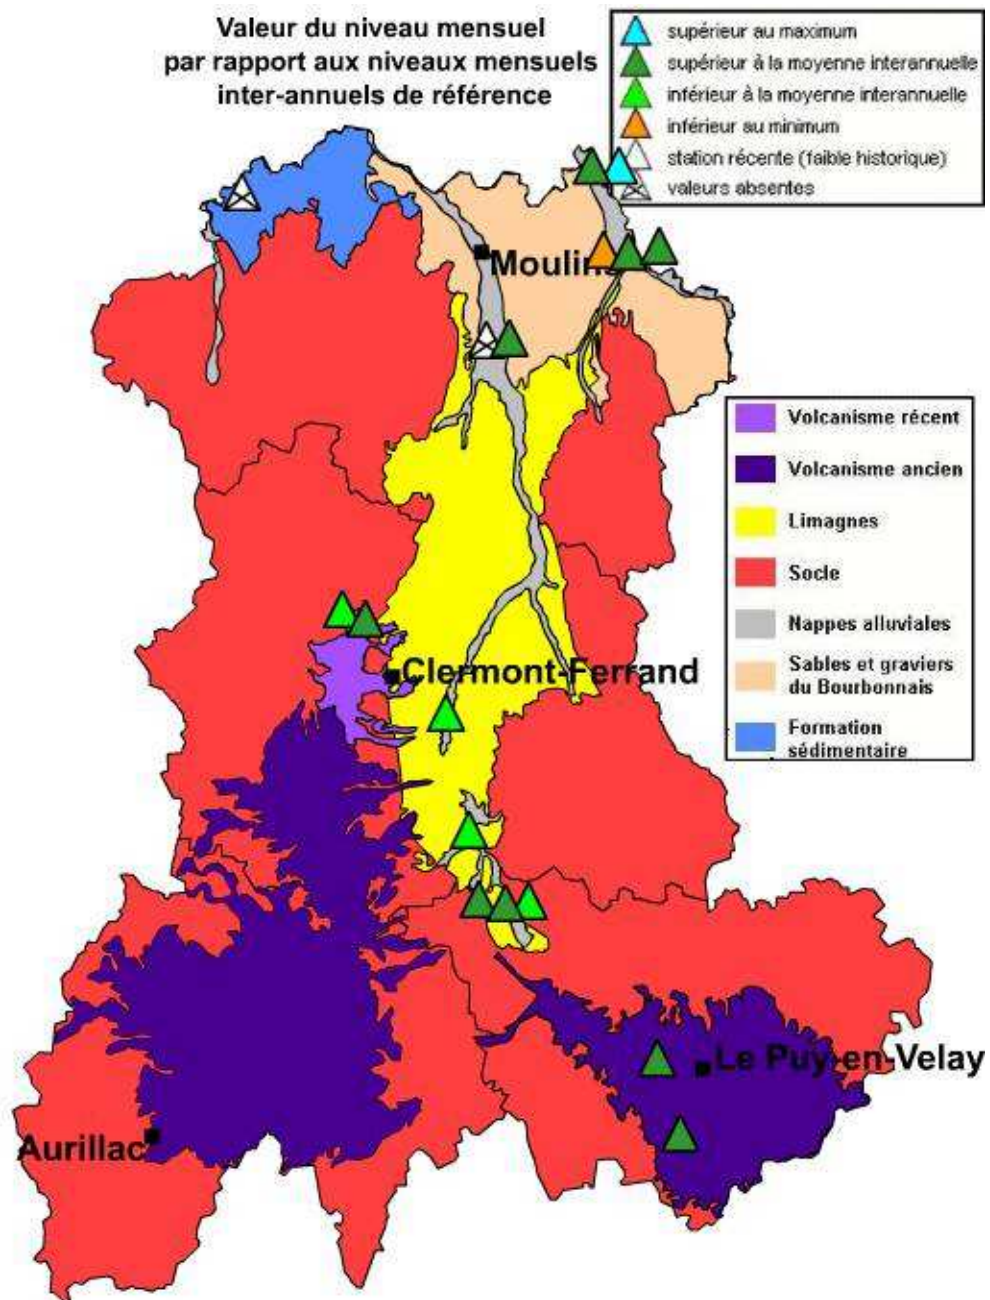 Valeur du niveau mensuel
par rapport aux niveaux mensuels
inter-annuels de référence
supérieur au maximum
supérieur à la moyenne interannuelle
inférieur à la moyenne interannuelle
inférieur au minimum
station récente (faible historique)
valeurs absentes
Moulins
Volcanisme récent
Volcanisme ancien
Limagnes
Socle
Nappes alluviales
Sables et graviers
du Bourbonnais
Formation
sédimentaire
Clermont-Ferrand
Le Puy-en-Velay
Aurillac